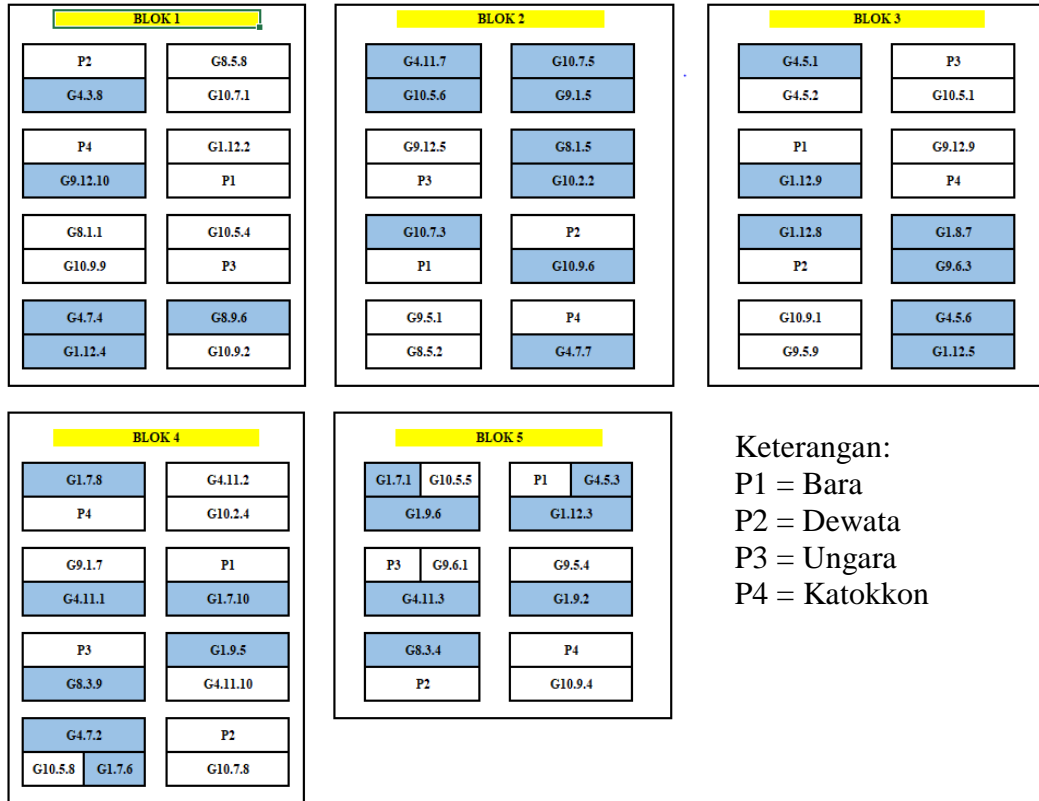 BLOK 1
P2
G8.5.8
G4.3.8
G10.7.1
P4
G1.12.2
G9.12.10
P1
G8.1.1
G10.5.4
G10.9.9
P3
G4.7.4
G8.9.6
G1.12.4
G10.9.2
BLOK 2
G4.11.7
G10.7.5
G10.5.6
G9.1.5
G9.12.5
G8.1.5
P3
G10.2.2
G10.7.3
P2
P1
G10.9.6
G9.5.1
P4
G8.5.2
G4.7.7
BLOK 3
G4.5.1
P3
G4.5.2
G10.5.1
P1
G9.12.9
G1.12.9
P4
G1.12.8
G1.8.7
P2
G9.6.3
G10.9.1
G4.5.6
G9.5.9
G1.12.5
BLOK 4
G1.7.8
G4.11.2
P4
G10.2.4
G9.1.7
P1
G4.11.1
G1.7.10
P3
G1.9.5
G8.3.9
G4.11.10
G4.7.2
P2
G10.5.8 G1.7.6
G10.7.8
BLOK 5
G1.7.1 G10.5.5
P1 G4.5.3
G1.9.6
G1.12.3
P3 G9.6.1
G9.5.4
G4.11.3
G1.9.2
G8.3.4
P4
P2
G10.9.4
Keterangan:
P1 = Bara
P2 = Dewata
P3 = Ungara
P4 = Katokkon